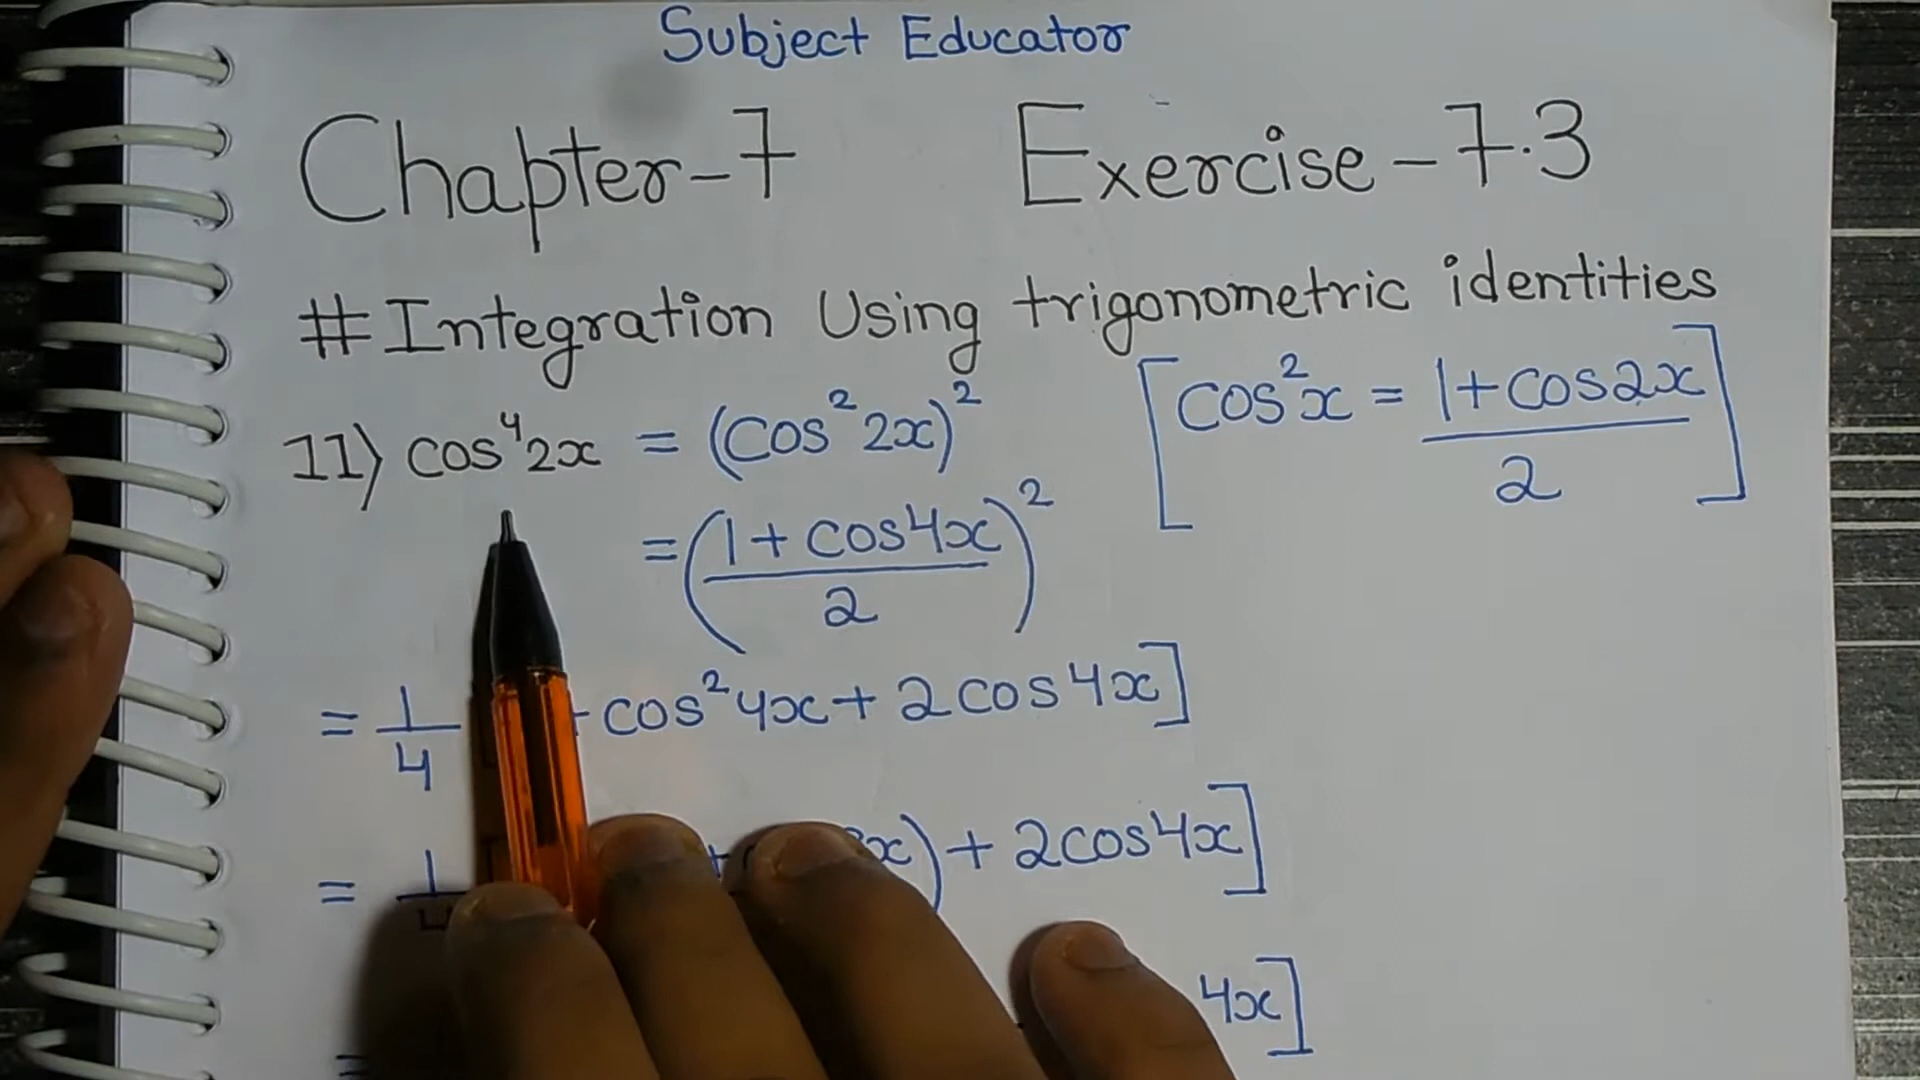 Subject Educator
Chapter-7 Exercise-7.3
#Integration Using trigonometric identities
11) cos⁴2x = (cos²2x)² [cos²x = 1+cos2x / 2]
= (1+cos4x / 2)²
= 1/4 cos²4x + 2cos4x]
= 1 x) + 2cos4x]
= 4x]